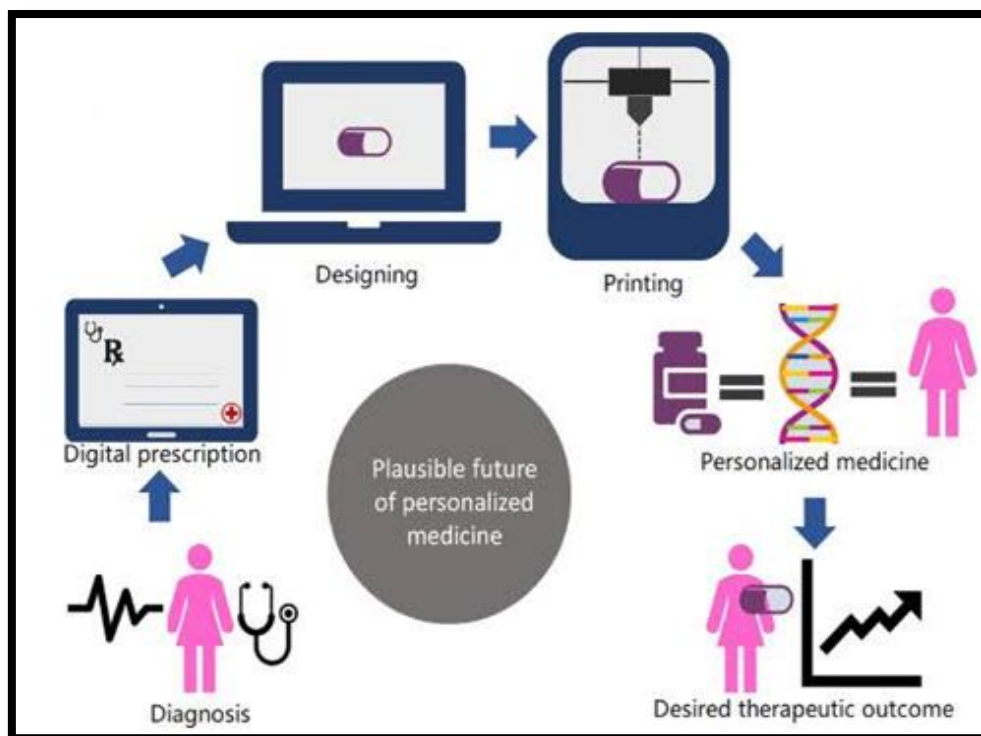 Designing
Printing
℞
Digital prescription
Personalized medicine
Plausible future
of personalized
medicine
Diagnosis
Desired therapeutic outcome